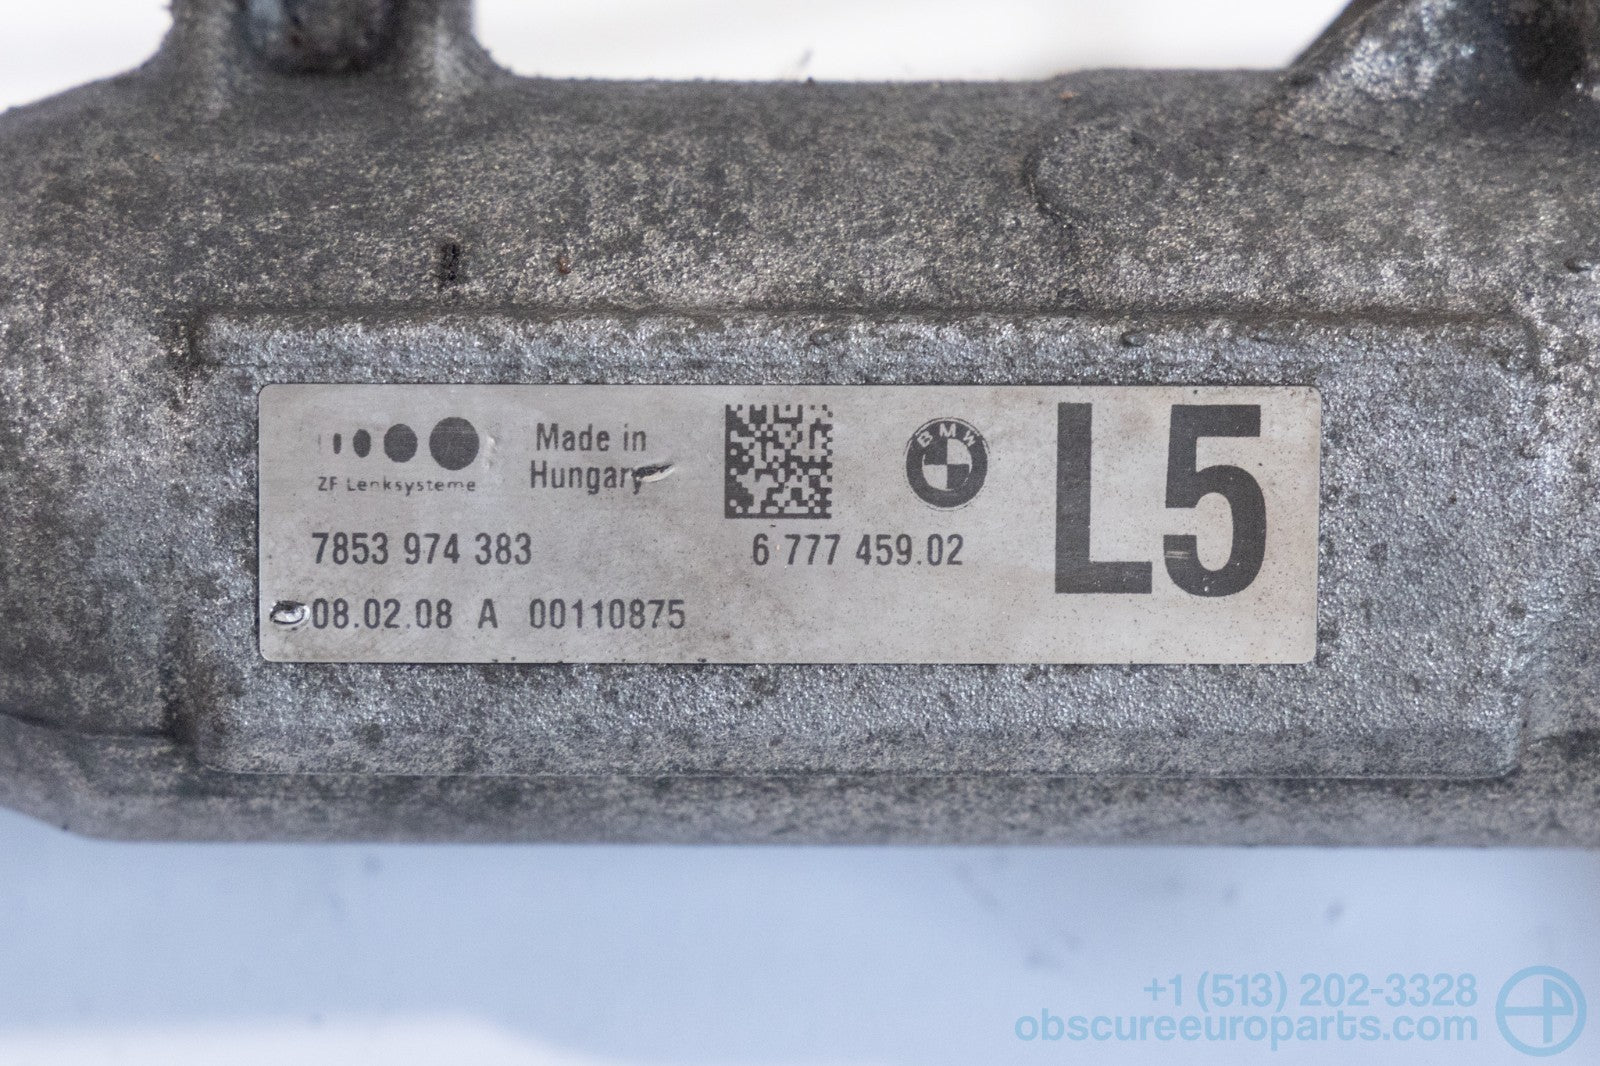 ZF Lenksysteme
Made in
Hungary
BMW
L5
7853 974 383
6 777 459.02
08.02.08 A 00110875
+1 (513) 202-3328
obscureeuroparts.com